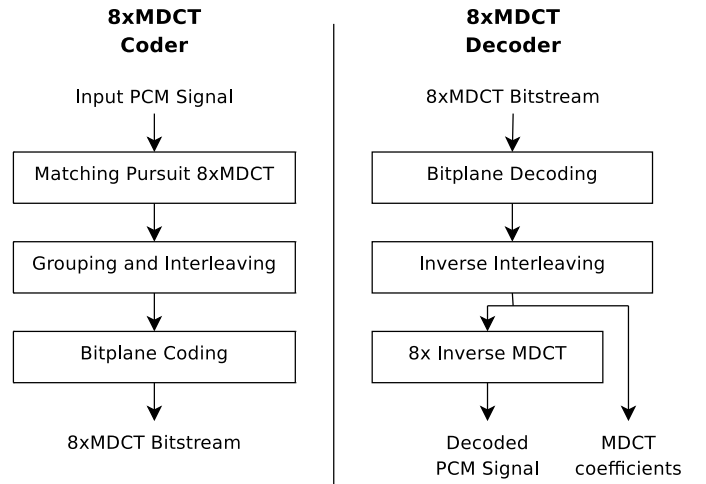 8xMDCT
Coder
Input PCM Signal
Matching Pursuit 8xMDCT
Grouping and Interleaving
Bitplane Coding
8xMDCT Bitstream
8xMDCT
Decoder
8xMDCT Bitstream
Bitplane Decoding
Inverse Interleaving
8x Inverse MDCT
Decoded
PCM Signal
MDCT
coefficients